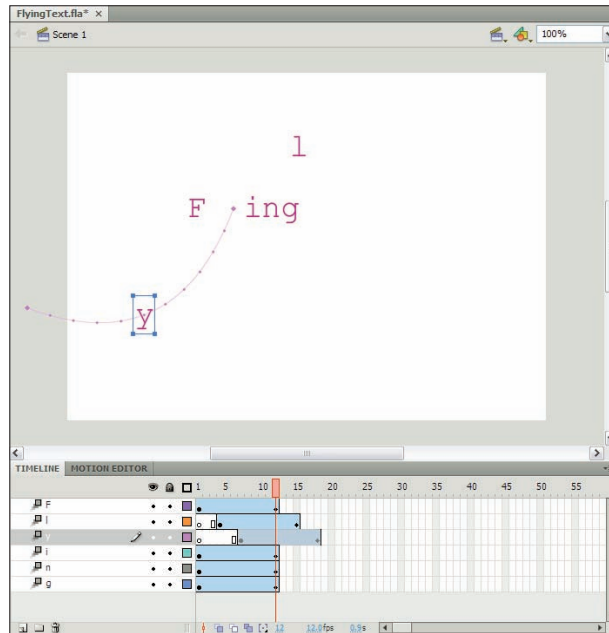 FlyingText.fla* ×
Scene 1 100%
l
F ing
y
TIMELINE MOTION EDITOR
1 5 10 15 20 25 30 35 40 45 50 55
F
l
y
i
n
g
12 12.0fps 0.9s